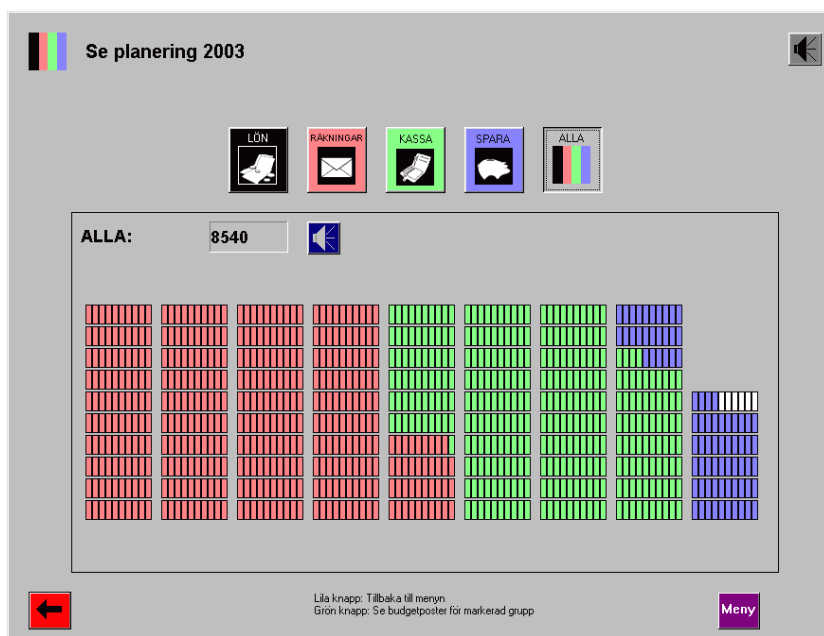 Se planering 2003
LÖN
RÄKNINGAR
KASSA
SPARA
ALLA
ALLA: 8540
Lila knapp: Tillbaka till menyn
Grön knapp: Se budgetposter för markerad grupp
Meny